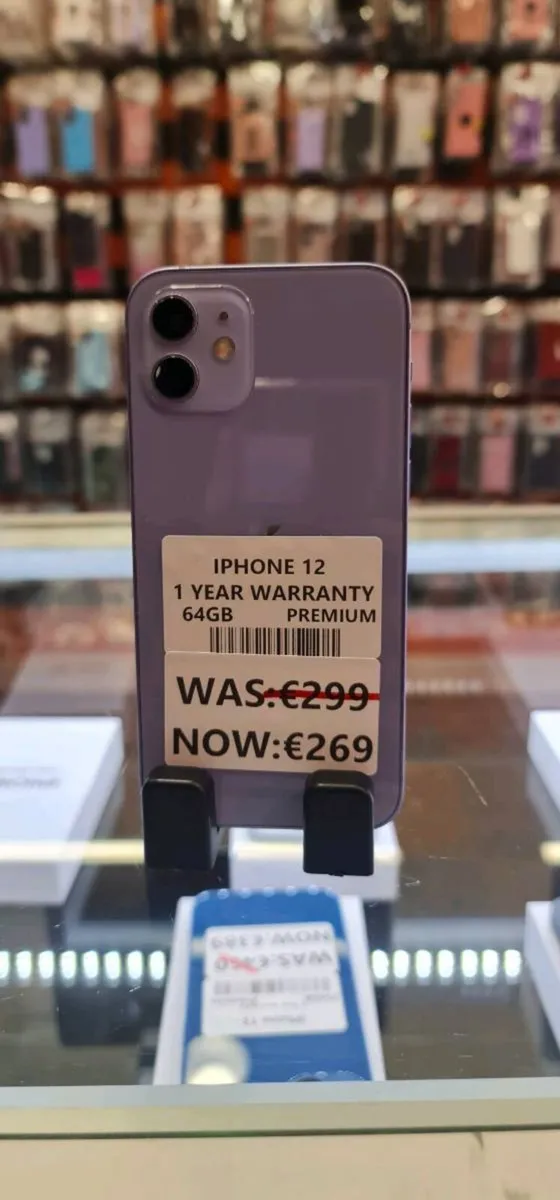 IPHONE 12
1 YEAR WARRANTY
64GB PREMIUM
WAS:€299
NOW:€269